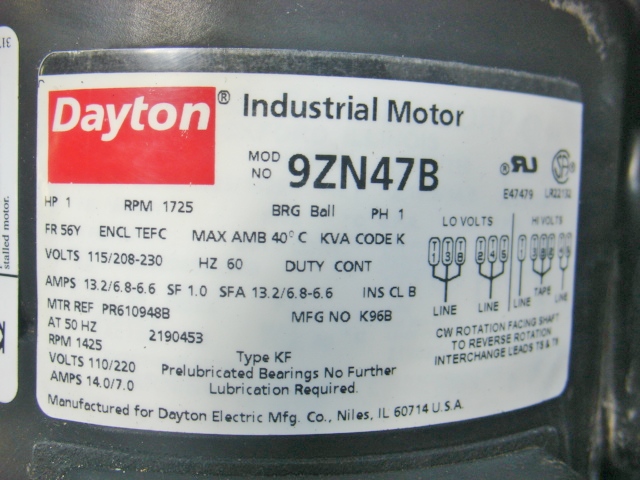 Dayton® Industrial Motor
MOD NO 9ZN47B
E47479 LR22132
HP 1 RPM 1725 BRG Ball PH 1
FR 56Y ENCL TEFC MAX AMB 40°C KVA CODE K
VOLTS 115/208-230 HZ 60 DUTY CONT
AMPS 13.2/6.8-6.6 SF 1.0 SFA 13.2/6.8-6.6 INS CL B
MTR REF PR610948B MFG NO K96B
AT 50 HZ 2190453
RPM 1425
VOLTS 110/220 Type KF
AMPS 14.0/7.0 Prelubricated Bearings No Further
Lubrication Required.
Manufactured for Dayton Electric Mfg. Co., Niles, IL 60714 U.S.A.
LO VOLTS HI VOLTS
LINE LINE LINE TAPE LINE
CW ROTATION FACING SHAFT
TO REVERSE ROTATION
INTERCHANGE LEADS T5 & T8
stalled motor.